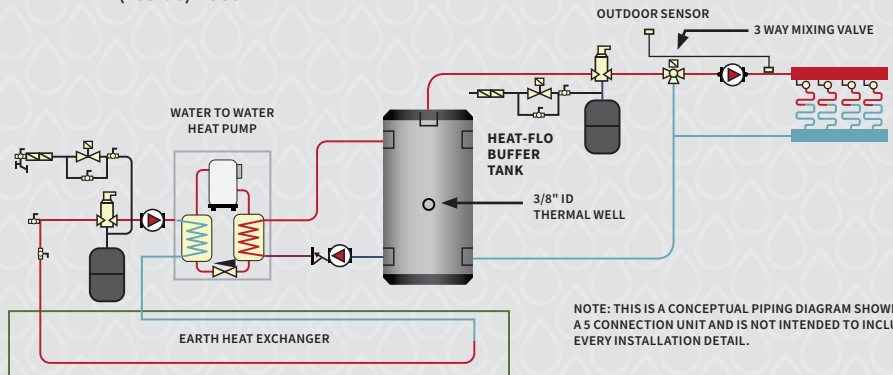 OUTDOOR SENSOR
3 WAY MIXING VALVE
WATER TO WATER
HEAT PUMP
HEAT-FLO
BUFFER
TANK
3/8" ID
THERMAL WELL
NOTE: THIS IS A CONCEPTUAL PIPING DIAGRAM
A 5 CONNECTION UNIT AND IS NOT INTENDED TO
EVERY INSTALLATION DETAIL.
EARTH HEAT EXCHANGER